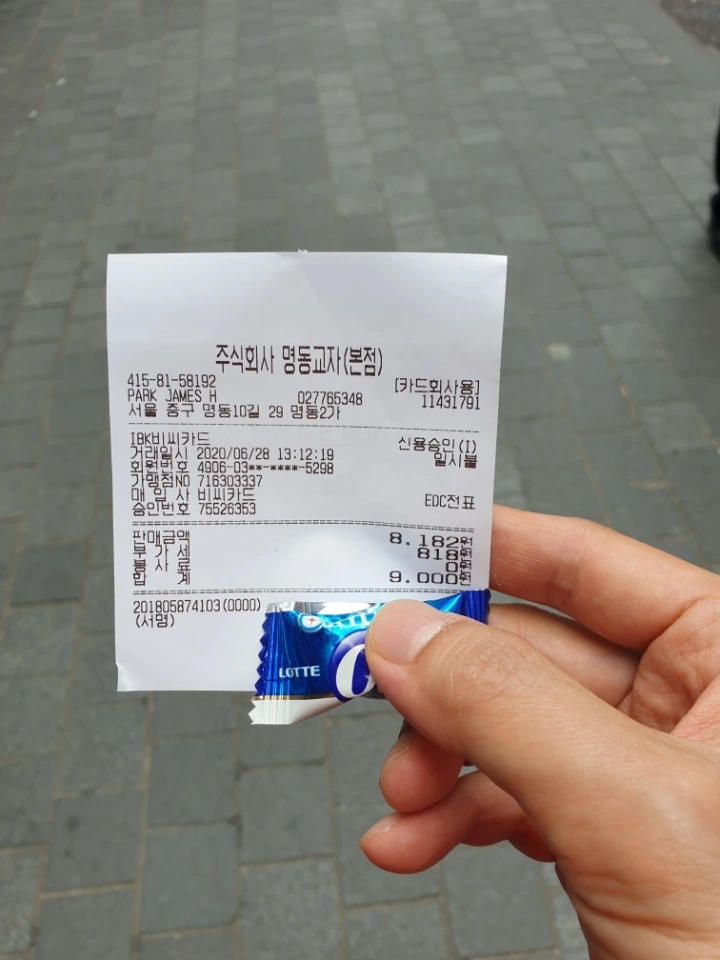 주식회사 명동교자(본점)
415-81-58192 [카드회사용]
PARK JAMES H 027765348 11431791
서울 중구 명동10길 29 명동2가
IBK비씨카드 신용승인(I)
거래일시 2020/06/28 13:12:19 일시불
회원번호 4906-03**-****-5298
가맹점NO 716303337
매 입 사 비씨카드 EDC전표
승인번호 75526353
판매금액 8,182원
부 가 세 818원
봉 사 료 0원
합 계 9,000원
201805874103(0000)
(서명)
LOTTE